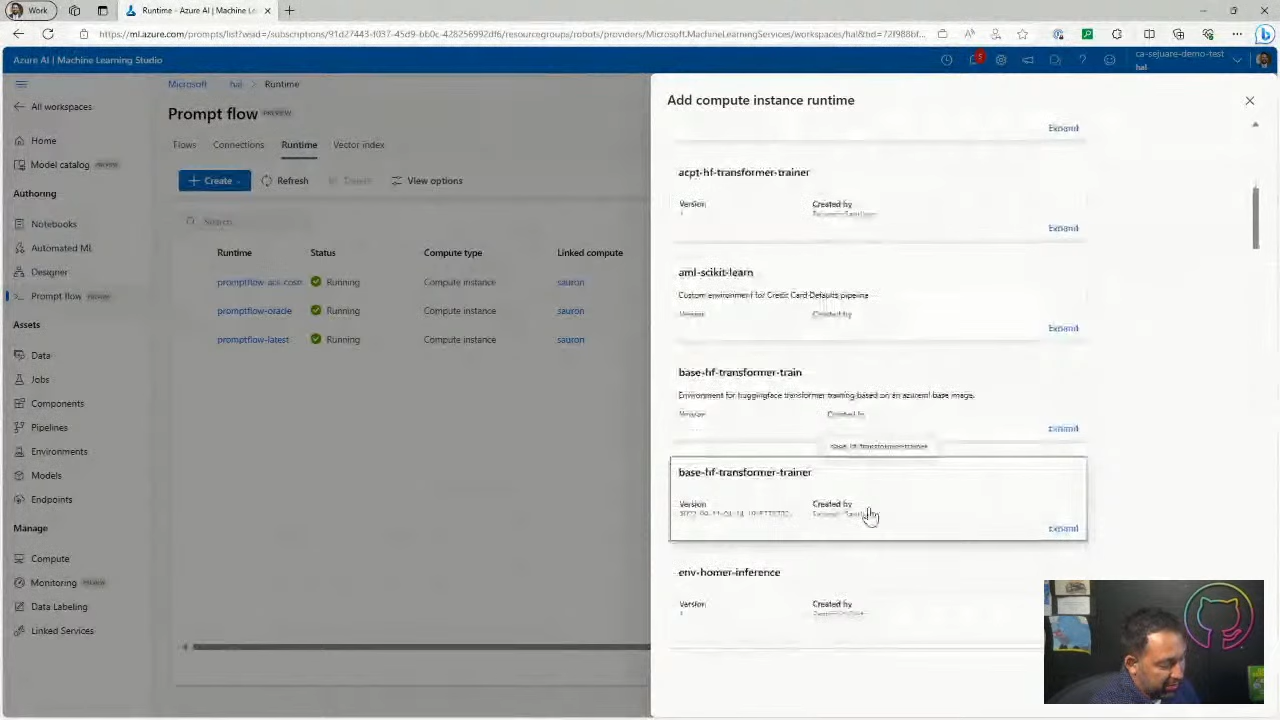 Work
Runtime - Azure AI | Machine Le
https://ml.azure.com/prompts/list?wsid=/subscriptions/91d27443-f037-45d9-bb0c-428256992df6/resourcegroups/robots/providers/Microsoft.MachineLearningServices/workspaces/hal&tid=72f988bf...
Azure AI | Machine Learning Studio
5
ca-sejuare-demo-test
hal
All workspaces
Home
Model catalog PREVIEW
Authoring
Notebooks
Automated ML
Designer
Prompt flow PREVIEW
Assets
Data
Jobs
Components
Pipelines
Environments
Models
Endpoints
Manage
Compute
Monitoring PREVIEW
Data Labeling
Linked Services
Microsoft > hal > Runtime
Prompt flow PREVIEW
Flows Connections Runtime Vector index
Create Refresh Delete View options
Search
Runtime Status Compute type Linked compute
Running Compute instance sauron
promptflow-oracle Running Compute instance sauron
promptflow-latest Running Compute instance sauron
Add compute instance runtime
Expand
acpt-hf-transformer-trainer
Version Created by
Expand
aml-scikit-learn
Custom environment for Credit Card Defaults pipeline
Version Created by
Expand
base-hf-transformer-train
Environment for huggingface transformer training based on an azureml base image.
Version Created by
Expand
base-hf-transformer-trainer
base-hf-transformer-trainer
Version Created by
Expand
env-homer-inference
Version Created by